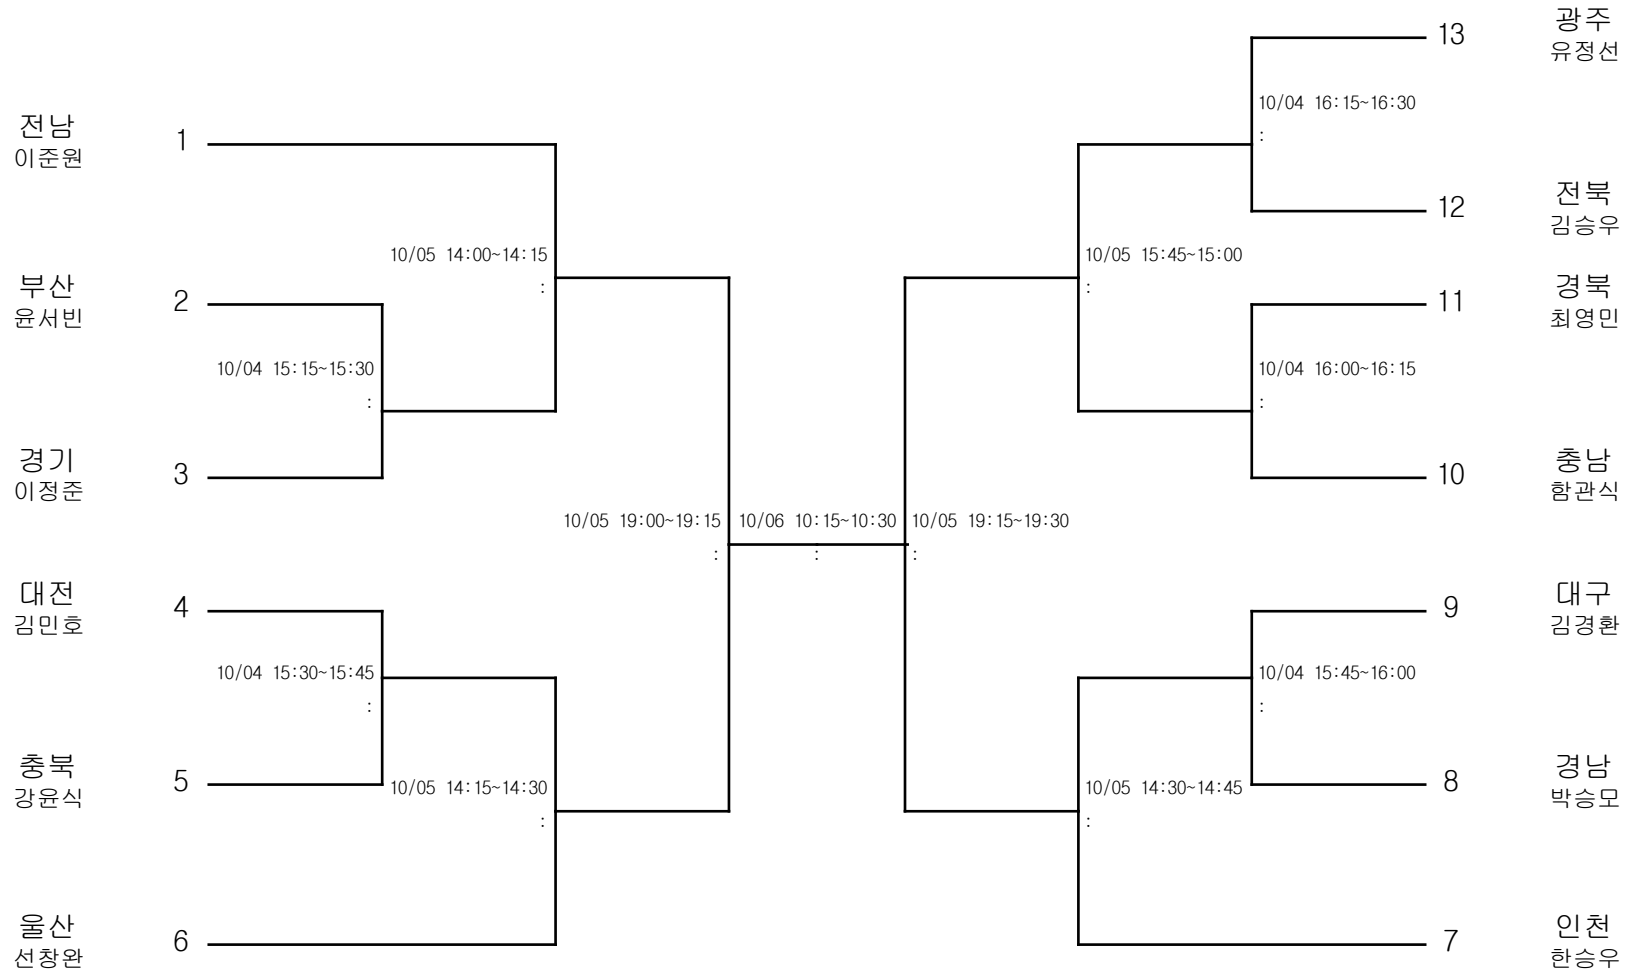 광주
13
유정선
10/04 16:15~16:30
:
전남
1
이준원
전북
12
김승우
10/05 14:00~14:15
:
10/05 15:45~15:00
:
부산
2
윤서빈
경북
11
최영민
10/04 15:15~15:30
:
10/04 16:00~16:15
:
경기
3
이정준
충남
10
함관식
10/05 19:00~19:15
:
10/06 10:15~10:30
:
10/05 19:15~19:30
:
대전
4
김민호
대구
9
김경환
10/04 15:30~15:45
:
10/04 15:45~16:00
:
충북
5
강윤식
경남
8
박승모
10/05 14:15~14:30
:
10/05 14:30~14:45
:
울산
6
선창완
인천
7
한승우